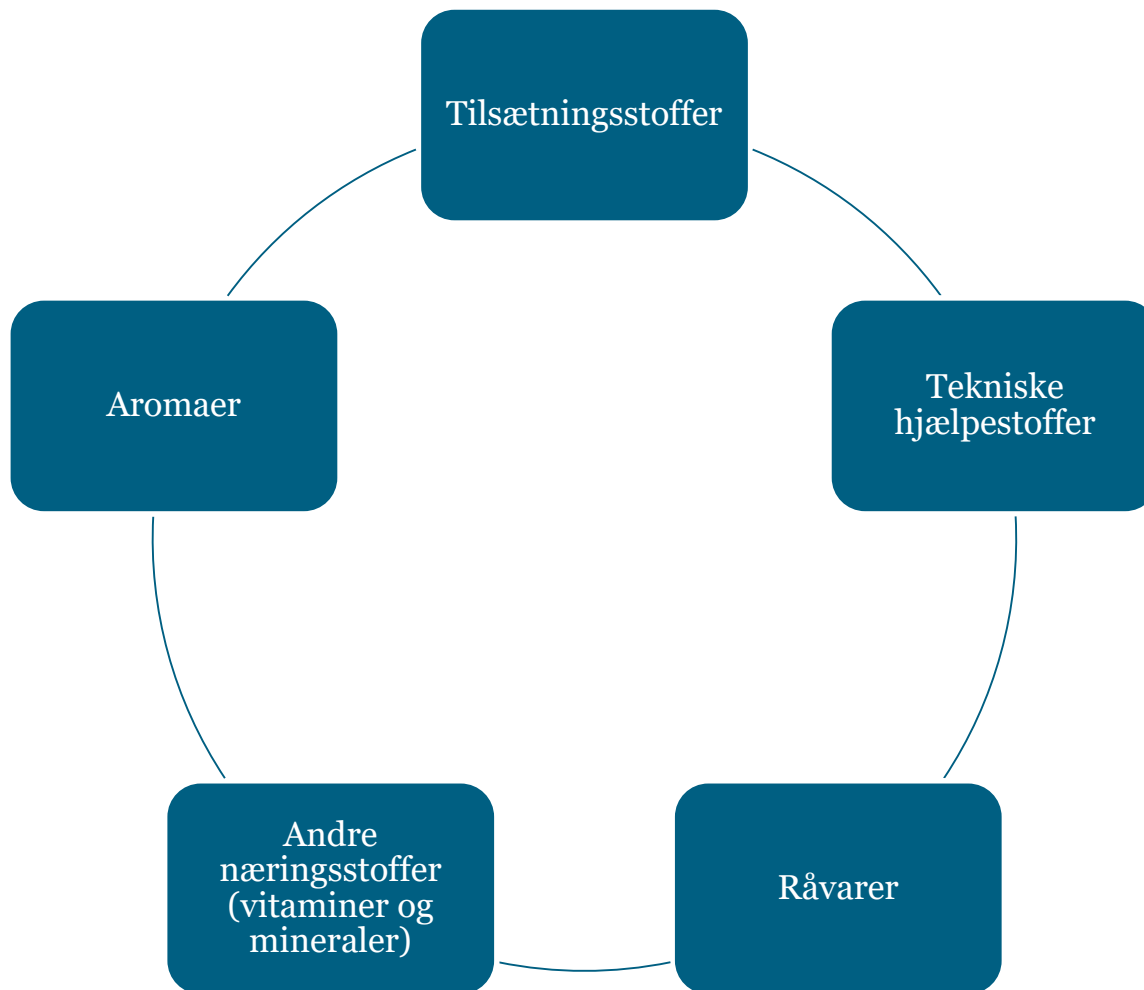 Tilsætningsstoffer
Aromaer
Tekniske
hjælpestoffer
Andre
næringsstoffer
(vitaminer og
mineraler)
Råvarer